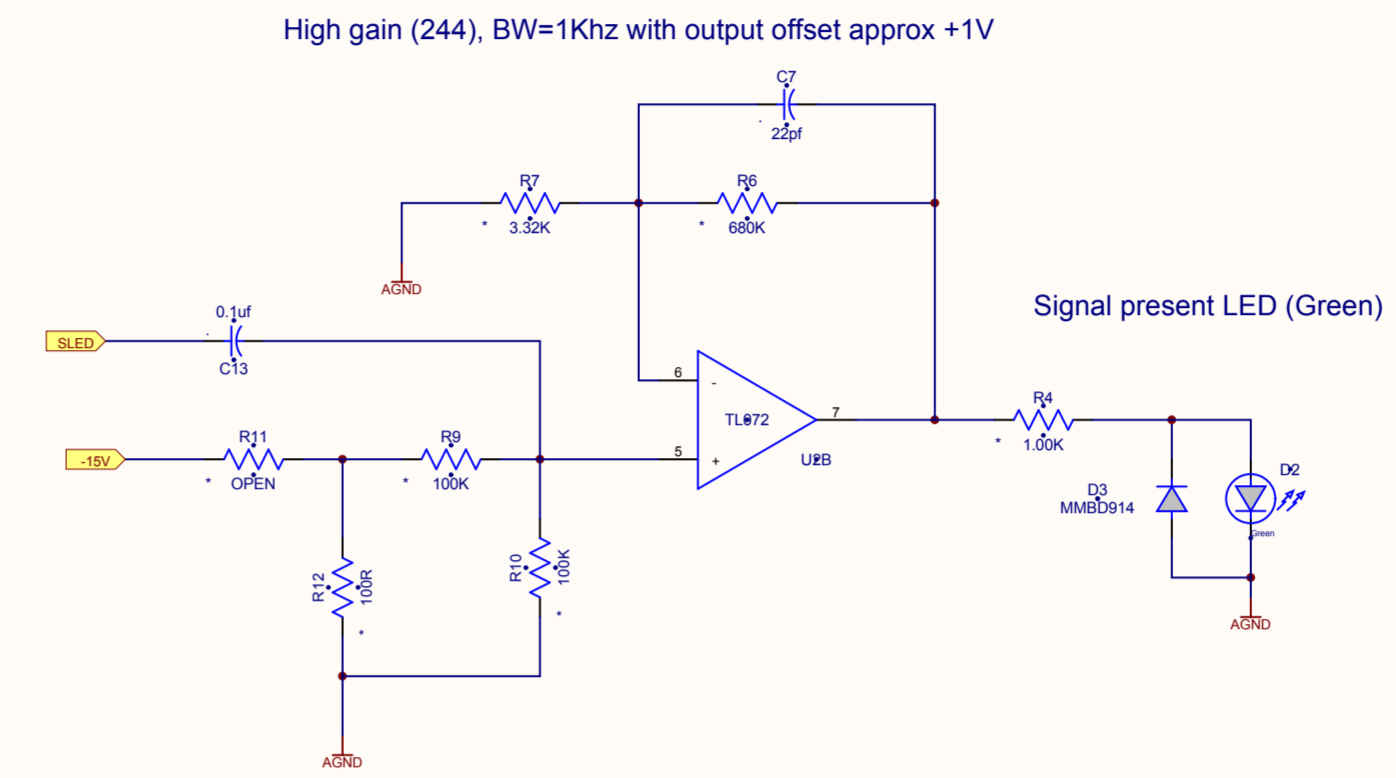 High gain (244), BW=1Khz with output offset approx +1V
C7
22pf
R7
3.32K
*
R6
680K
*
AGND
Signal present LED (Green)
0.1uf
SLED
C13
6
-
TL072
7
5
+
U2B
R4
1.00K
*
R11
-15V
OPEN
*
R9
100K
*
D2
D3
MMBD914
Green
R12
100R
*
R10
100K
*
AGND
AGND